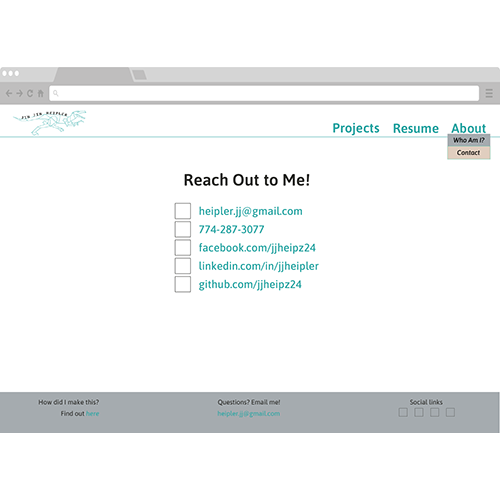 JIN JIN HEIPLER
Projects Resume About
Who Am I?
Contact
Reach Out to Me!
heipler.jj@gmail.com
774-287-3077
facebook.com/jjheipz24
linkedin.com/in/jjheipler
github.com/jjheipz24
How did I make this? Questions? Email me! Social links
Find out here heipler.jj@gmail.com